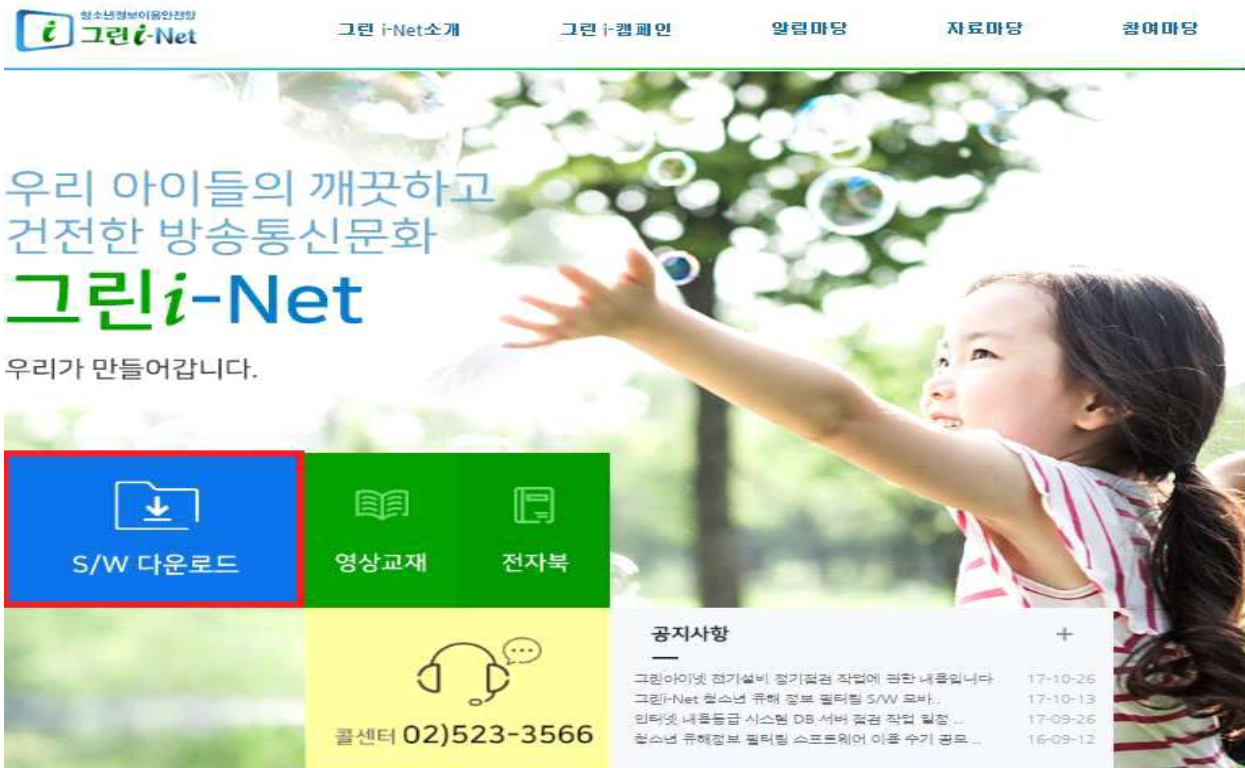 청소년정보이용안전망
그린 i-Net
그린 i-Net소개
그린 i-캠페인
알림마당
자료마당
참여마당
우리 아이들의 깨끗하고
건전한 방송통신문화
그린i-Net
우리가 만들어갑니다.
S/W 다운로드
영상교재
전자북
콜센터 02)523-3566
공지사항
그린아이넷 전기설비 정기점검 작업에 관한 내용입니다 17-10-26
그린i-Net 청소년 유해 정보 필터링 S/W 모바.. 17-10-13
인터넷 내용등급 시스템 DB 서버 점검 작업 일정 .. 17-09-26
청소년 유해정보 필터링 소프트웨어 이용 수기 공모 .. 16-09-12